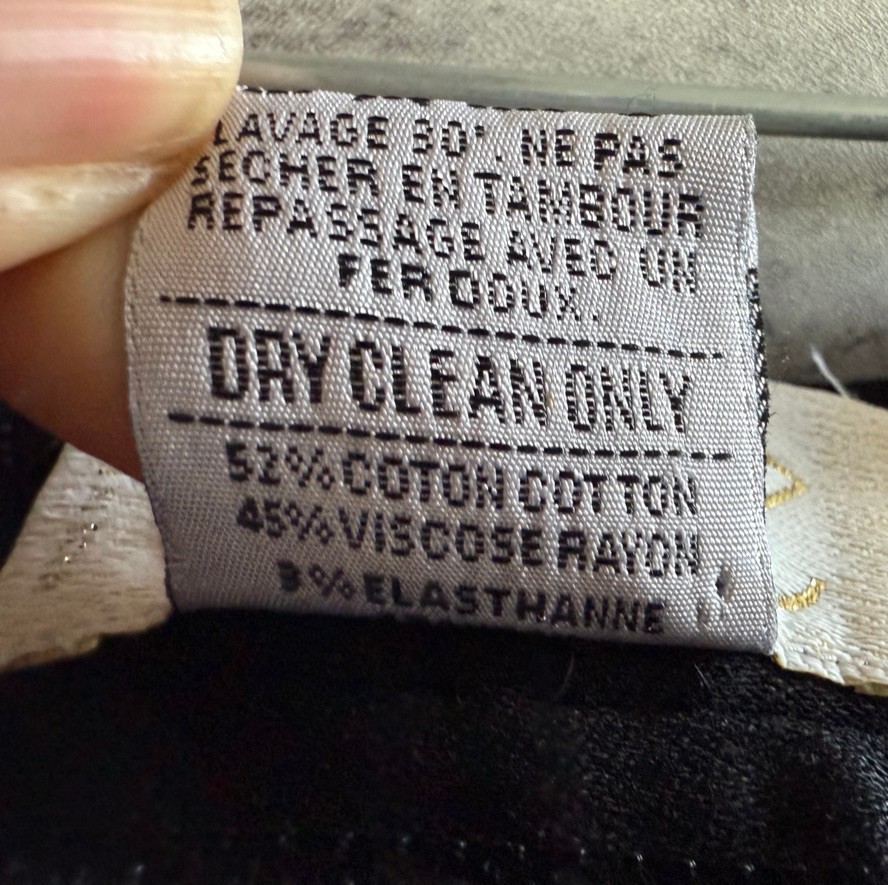 LAVAGE 30°. NE PAS
SECHER EN TAMBOUR
REPASSAGE AVEC UN
FER DOUX.
DRY CLEAN ONLY
52% COTON COTTON
45% VISCOSE RAYON
3% ELASTHANNE